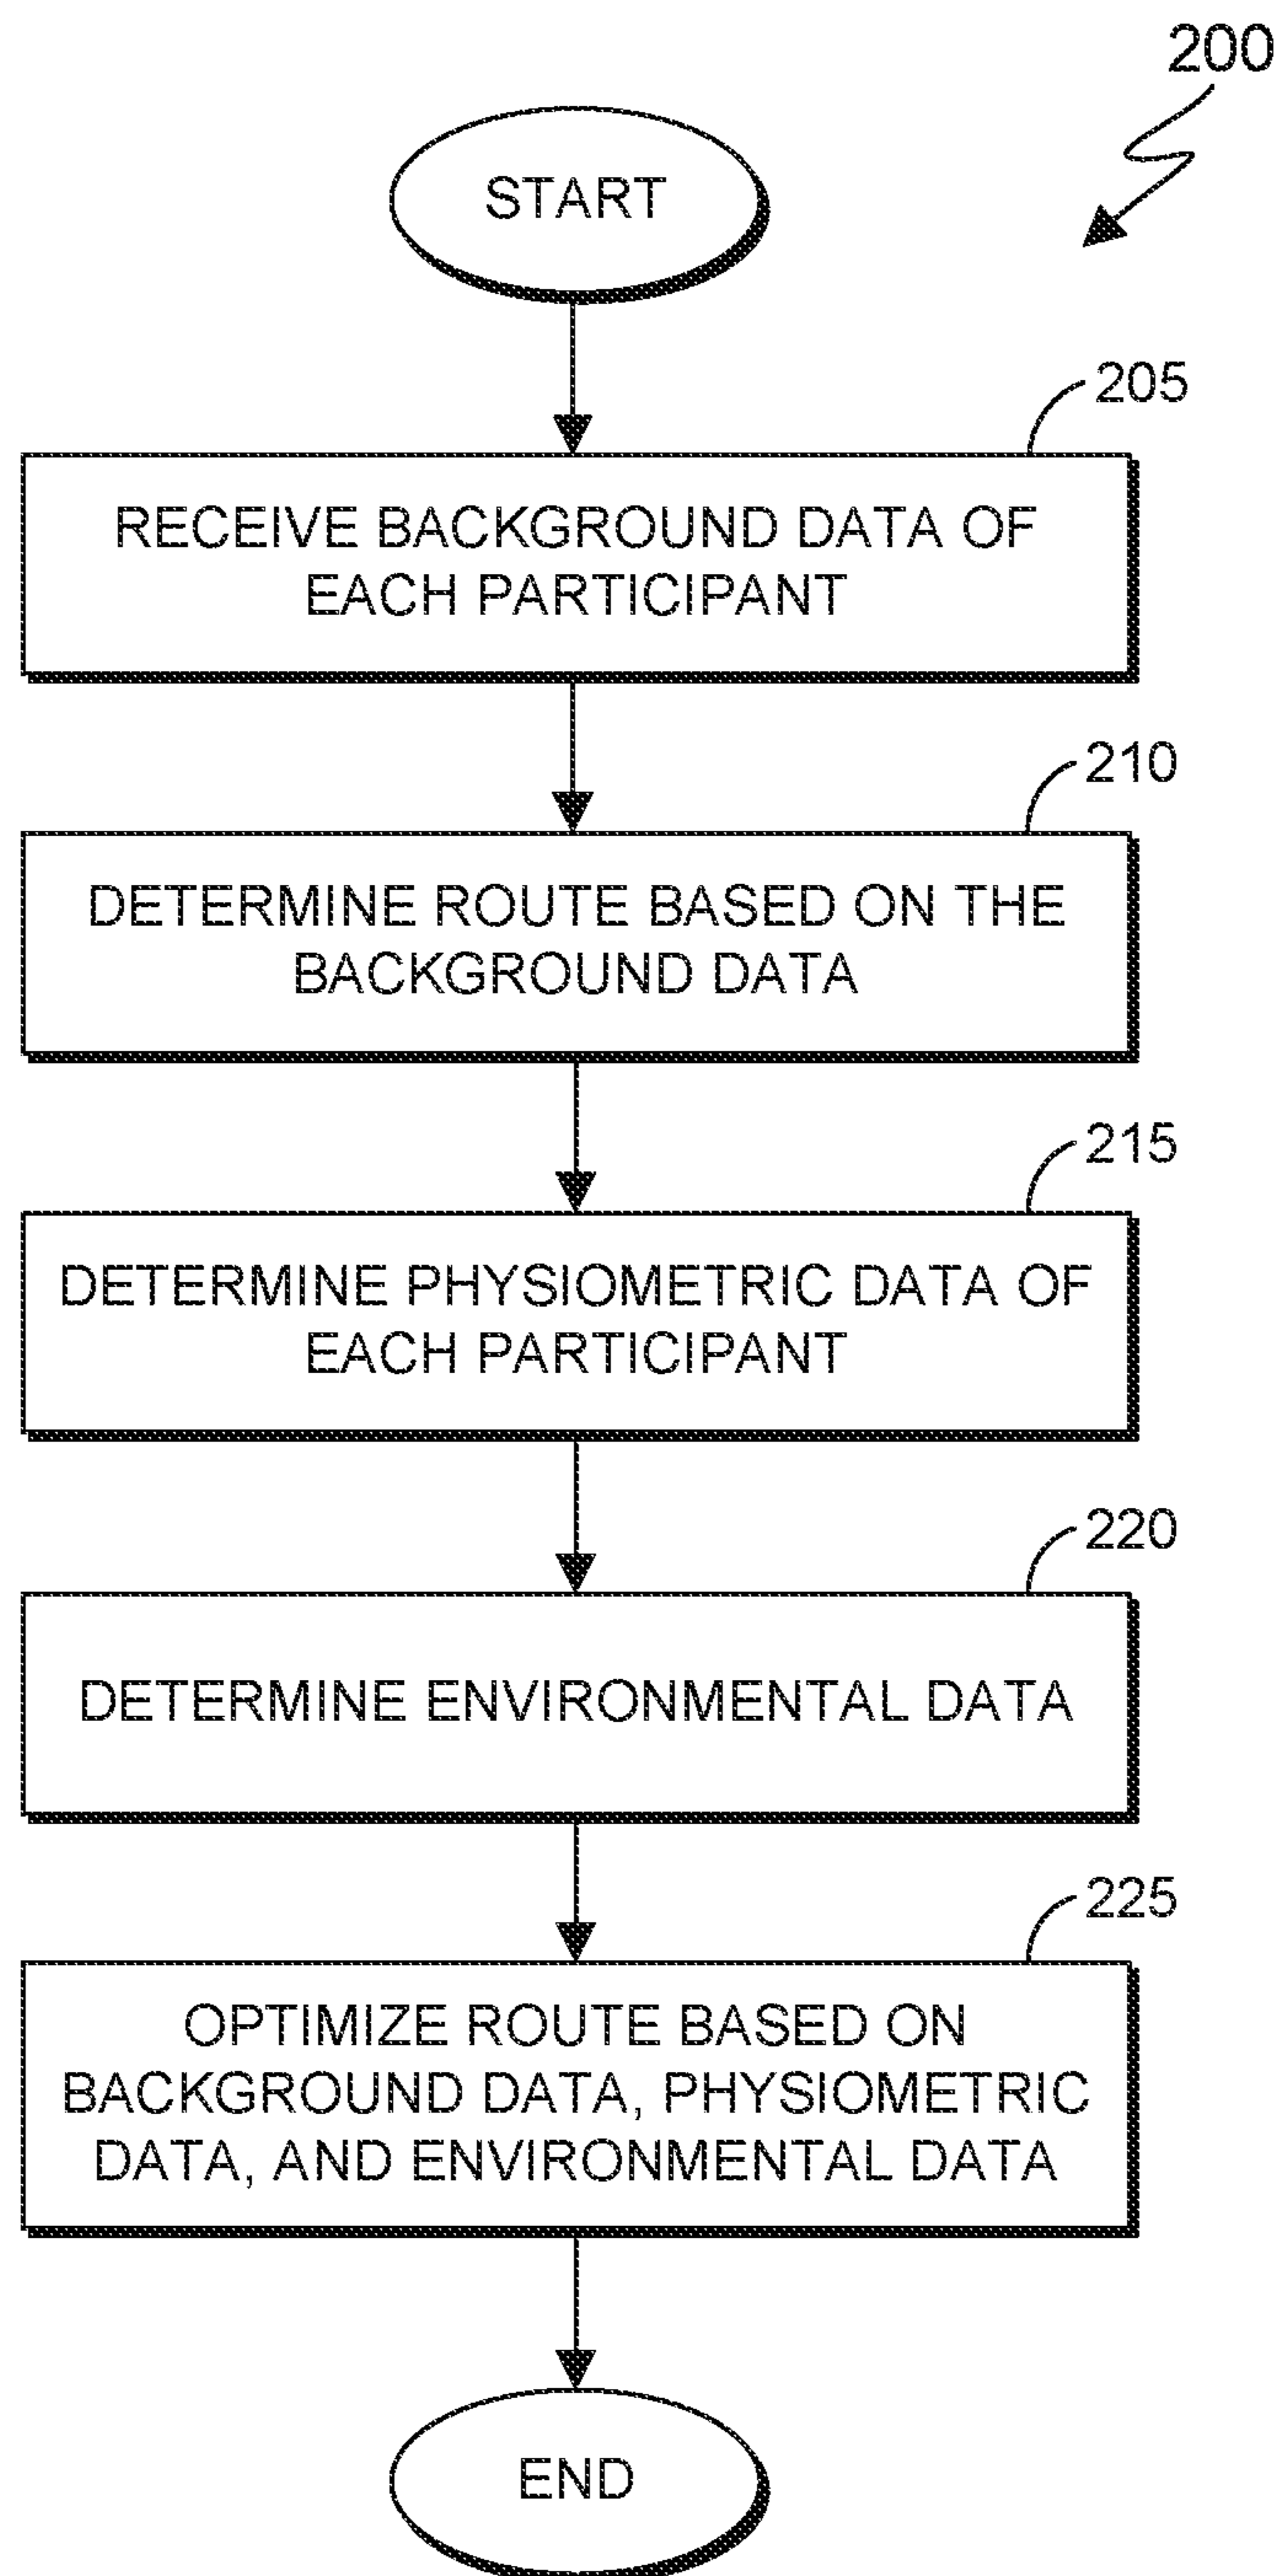 200
START
205
RECEIVE BACKGROUND DATA OF
EACH PARTICIPANT
210
DETERMINE ROUTE BASED ON THE
BACKGROUND DATA
215
DETERMINE PHYSIOMETRIC DATA OF
EACH PARTICIPANT
220
DETERMINE ENVIRONMENTAL DATA
225
OPTIMIZE ROUTE BASED ON
BACKGROUND DATA, PHYSIOMETRIC
DATA, AND ENVIRONMENTAL DATA
END